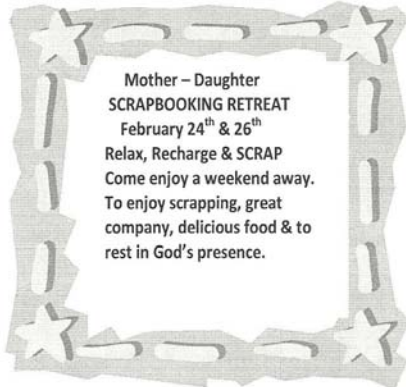 Mother – Daughter
SCRAPBOOKING RETREAT
February 24th & 26th
Relax, Recharge & SCRAP
Come enjoy a weekend away.
To enjoy scrapping, great
company, delicious food & to
rest in God's presence.